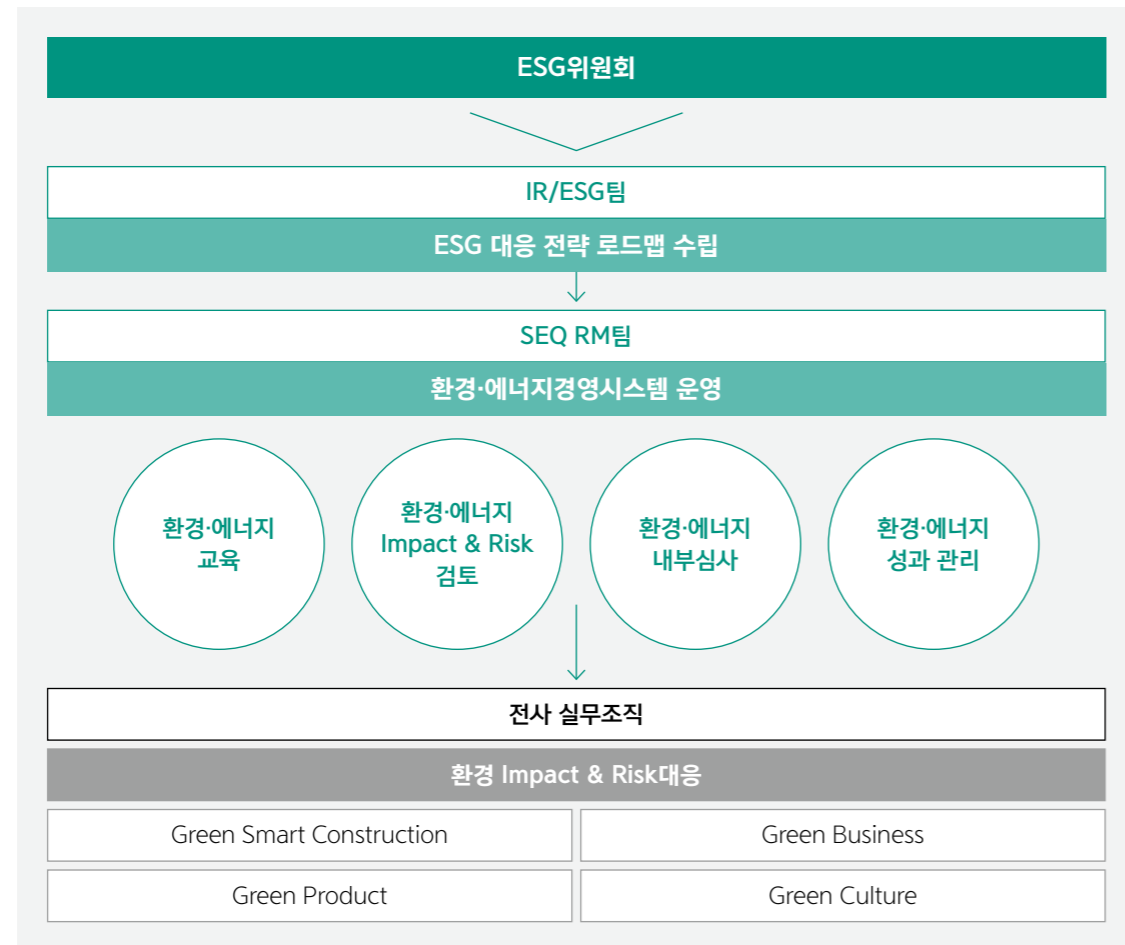 ESG위원회
IR/ESG팀
ESG 대응 전략 로드맵 수립
SEQ RM팀
환경·에너지경영시스템 운영
환경·에너지
교육
환경·에너지
Impact & Risk
검토
환경·에너지
내부심사
환경·에너지
성과 관리
전사 실무조직
환경 Impact & Risk대응
Green Smart Construction
Green Business
Green Product
Green Culture